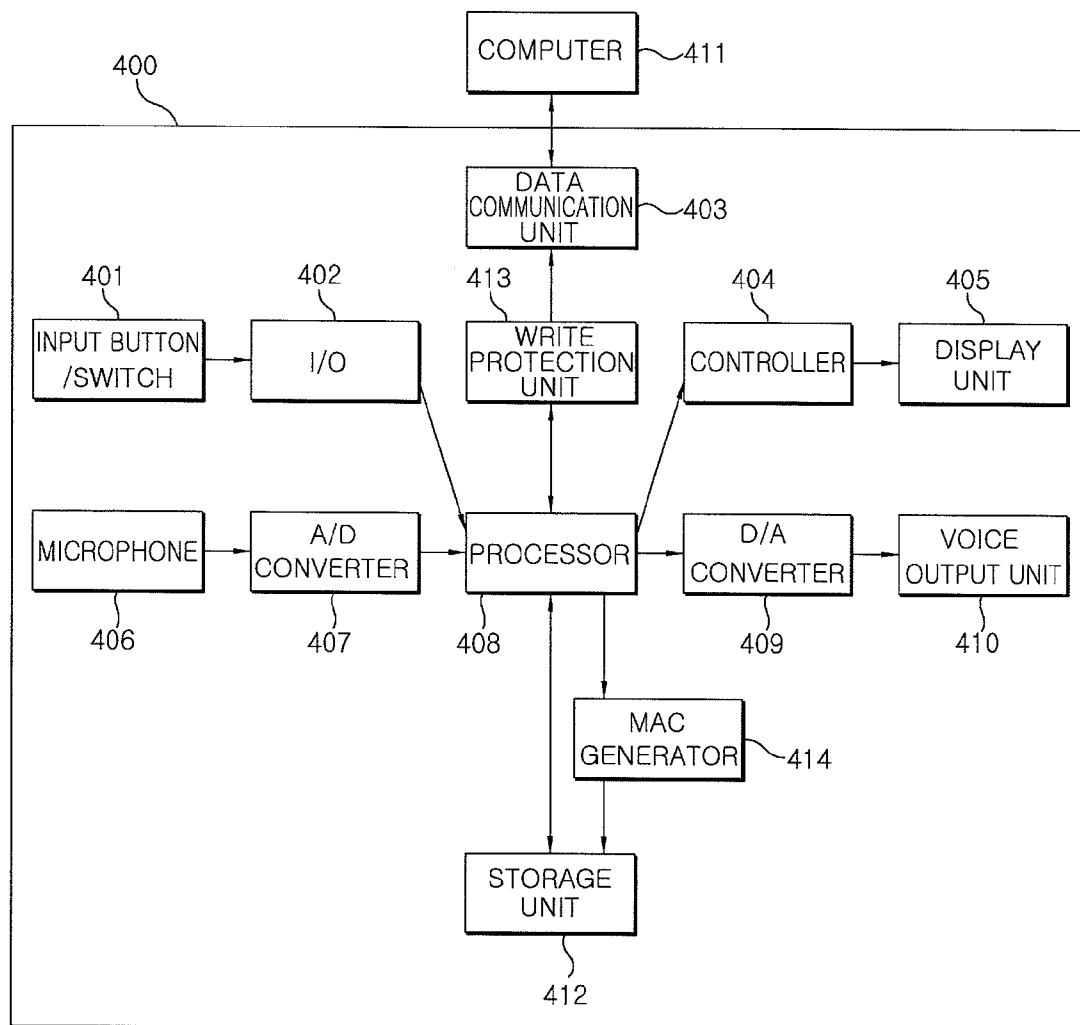 COMPUTER
411
400
DATA
COMMUNICATION
UNIT
403
401
402
413
404
405
INPUT BUTTON
/SWITCH
I/O
WRITE
PROTECTION
UNIT
CONTROLLER
DISPLAY
UNIT
MICROPHONE
A/D
CONVERTER
PROCESSOR
D/A
CONVERTER
VOICE
OUTPUT UNIT
406
407
408
409
410
MAC
GENERATOR
414
STORAGE
UNIT
412